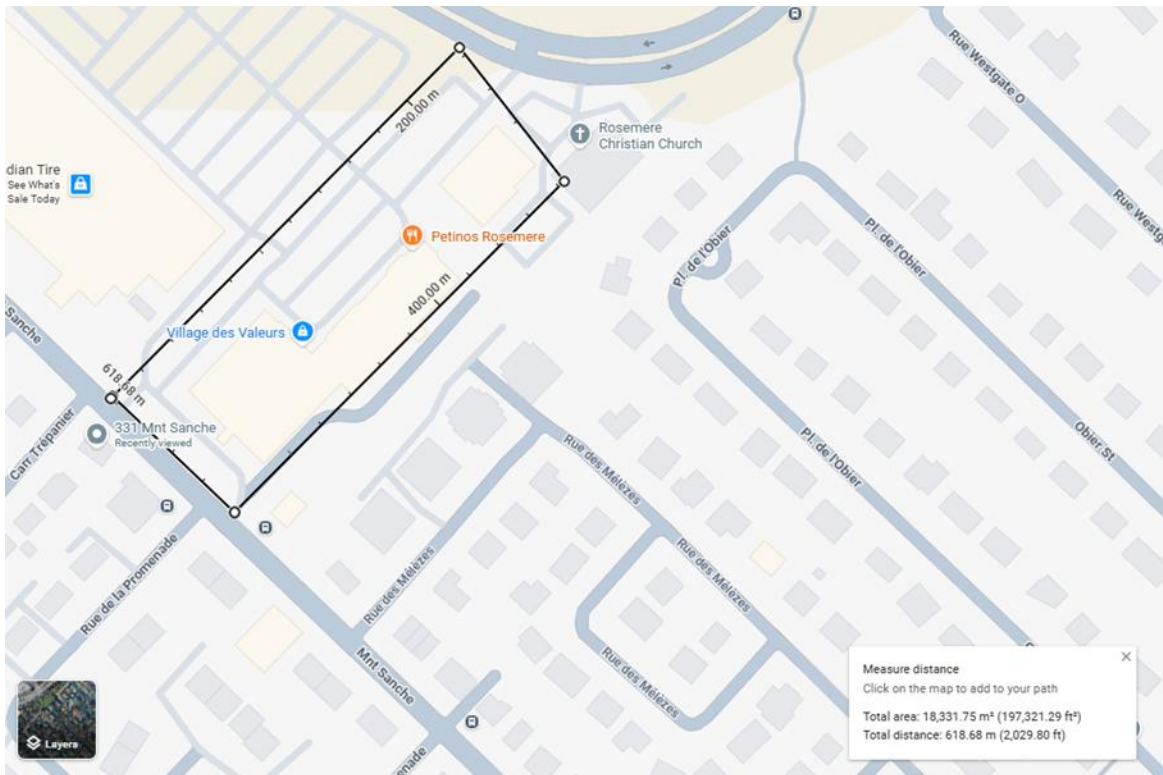 Rue Westgate O
200.00 m
Rosemere
Christian Church
dian Tire
See What's
Sale Today
Rue Westg
Petinos Rosemere
Pl. de l'Obier
Pl. de l'Obier
400.00 m
Village des Valeurs
Sanche
618.68 m
331 Mnt Sanche
Recently viewed
Carr Trépanier
Pl. de l'Obier
Obier St
Rue des Mélèzes
Rue des Mélèzes
Rue des Mélèzes
Rue de la Promenade
Mnt Sanche
Rue des Mélèzes
Measure distance
Click on the map to add to your path
Total area: 18,331.75 m² (197,321.29 ft²)
Total distance: 618.68 m (2,029.80 ft)
Layers
enade